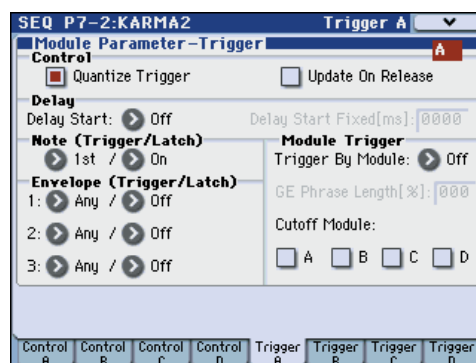 SEQ P7-2:KARMA2 Trigger A
Module Parameter-Trigger A
Control
Quantize Trigger Update On Release
Delay
Delay Start: Off Delay Start Fixed[ms]: 0000
Note (Trigger/Latch)
1st / On
Module Trigger
Trigger By Module: Off
Envelope (Trigger/Latch)
1: Any / Off
GE Phrase Length[%]: 000
2: Any / Off
Cutoff Module:
3: Any / Off
A B C D
Control A Control B Control C Control D Trigger A Trigger B Trigger C Trigger D